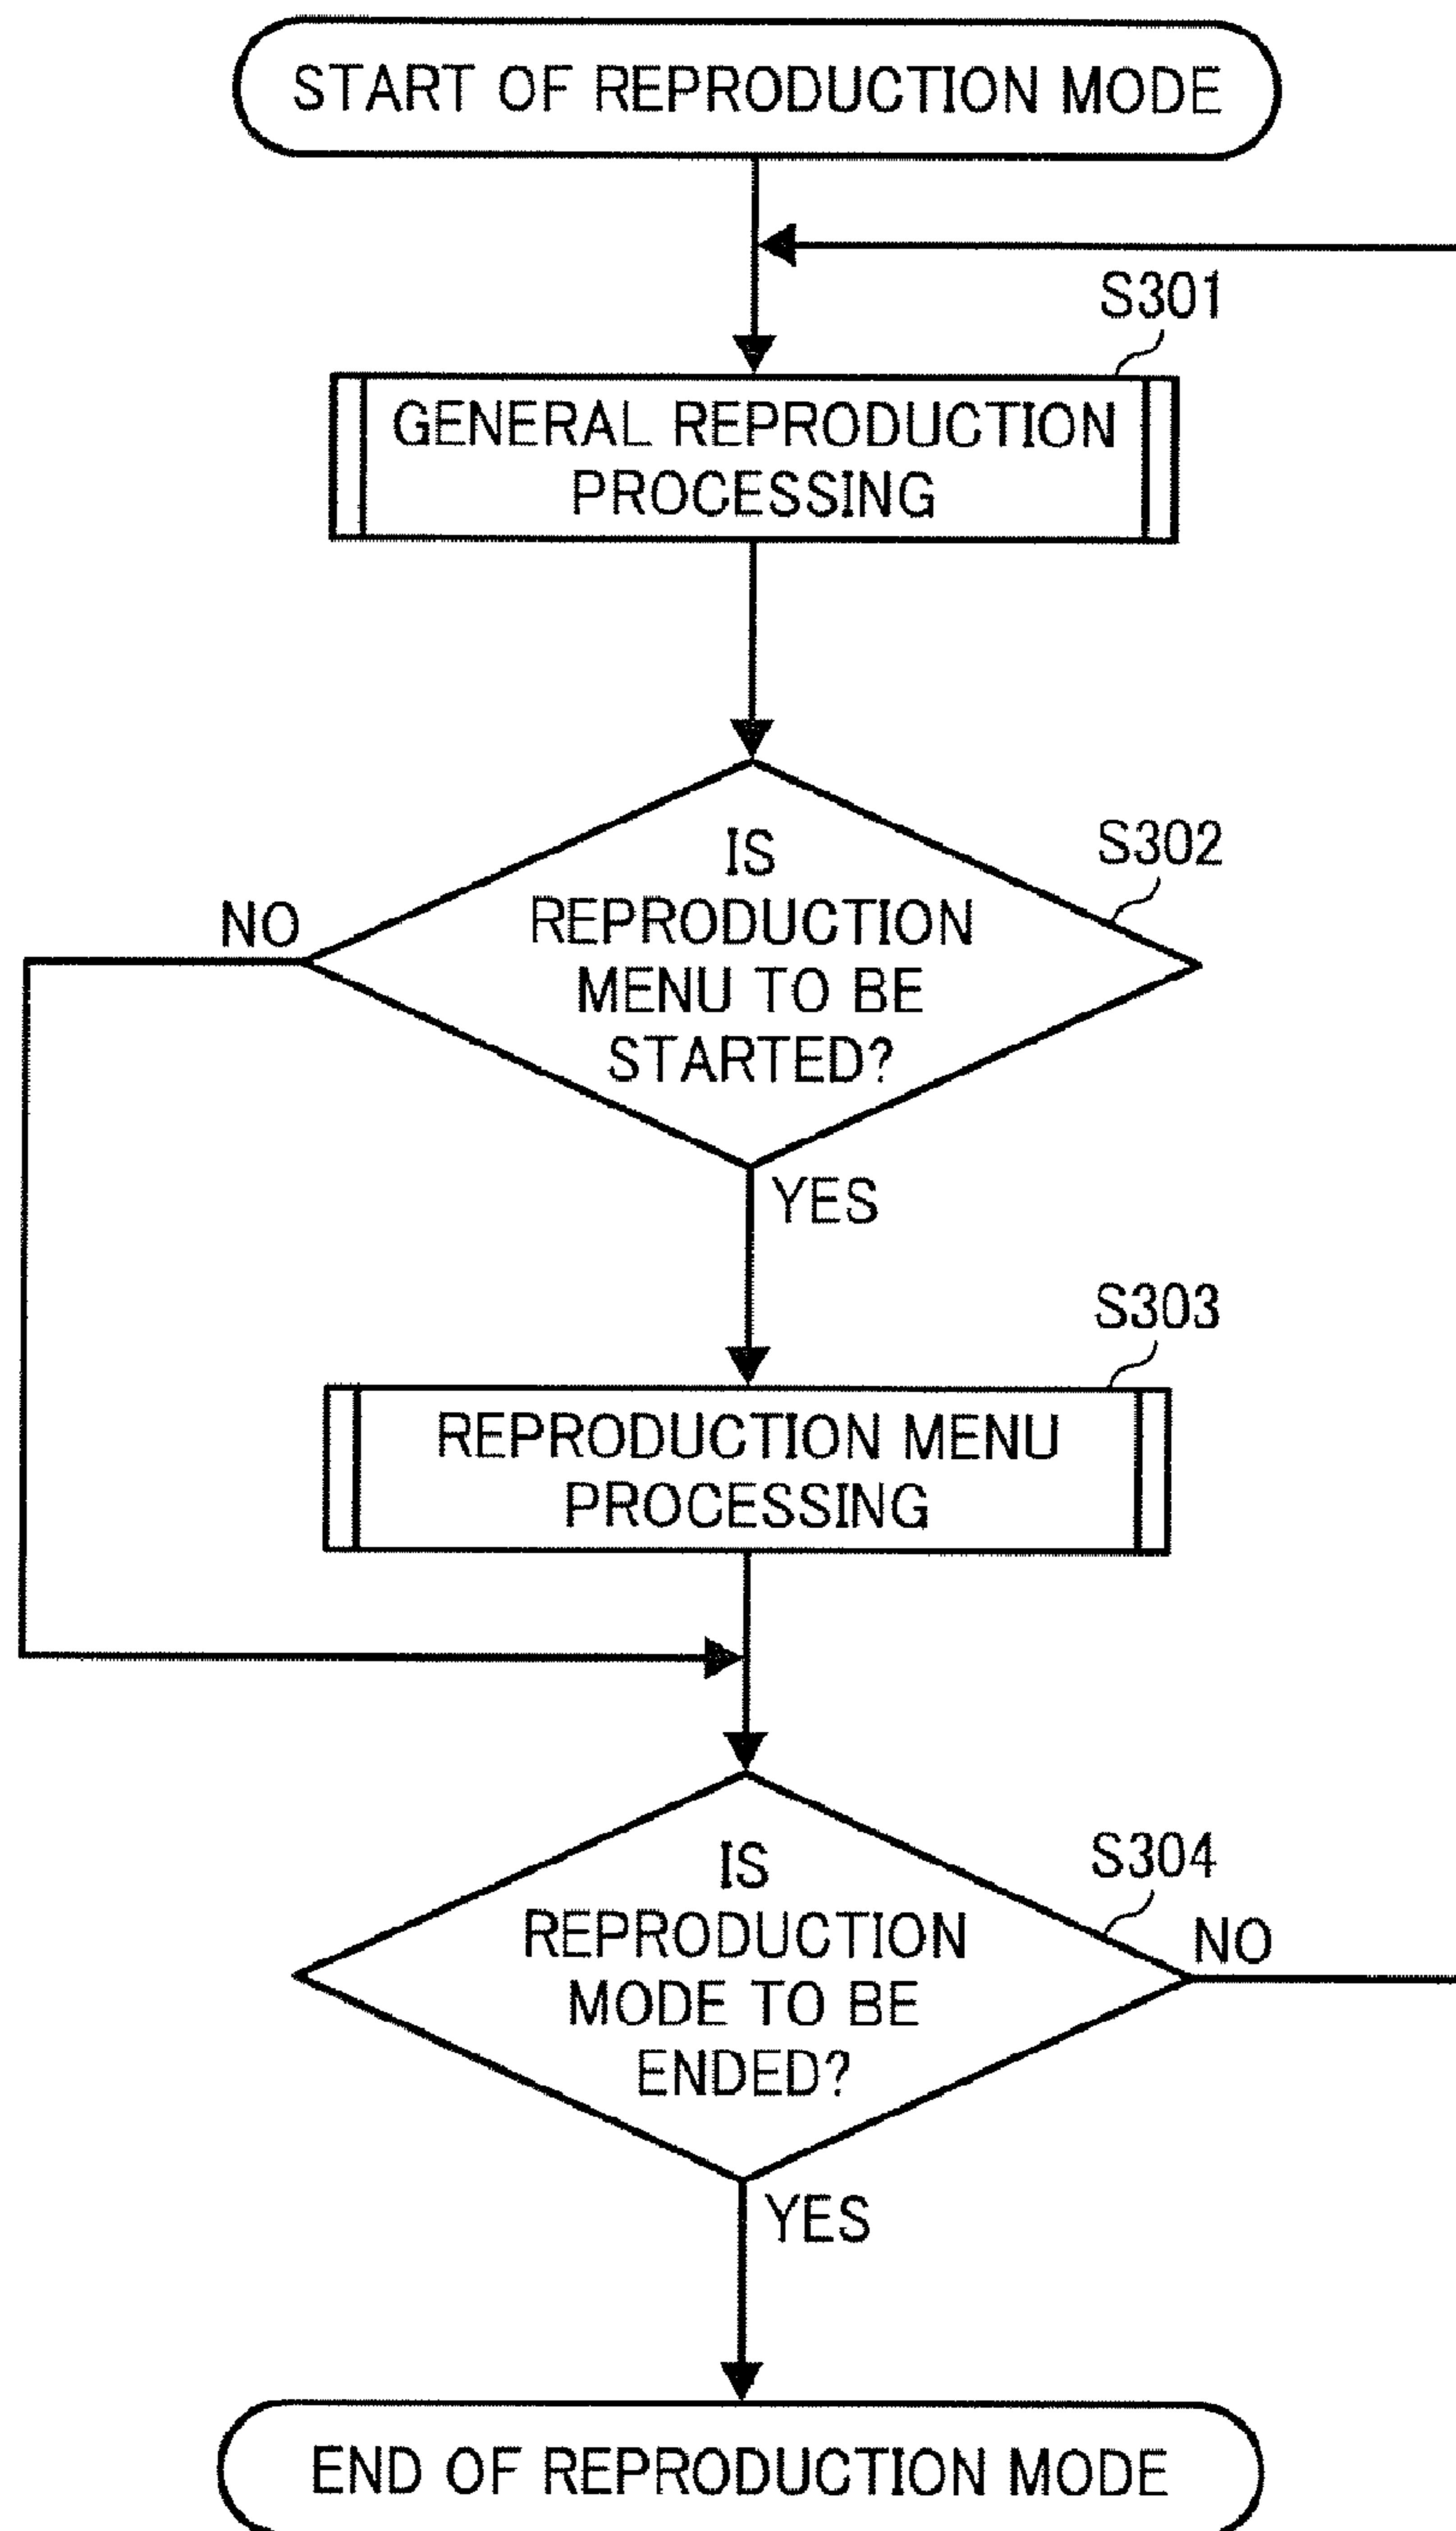 START OF REPRODUCTION MODE
S301
GENERAL REPRODUCTION
PROCESSING
S302
IS
REPRODUCTION
MENU TO BE
STARTED?
NO
YES
S303
REPRODUCTION MENU
PROCESSING
S304
IS
REPRODUCTION
MODE TO BE
ENDED?
NO
YES
END OF REPRODUCTION MODE